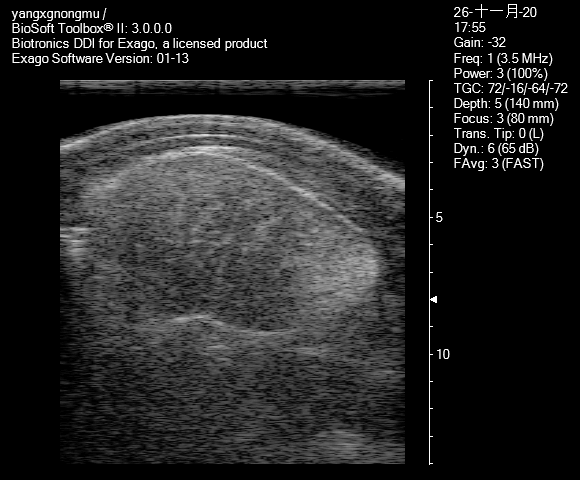 yangxgnongmu /
BioSoft Toolbox® II: 3.0.0.0
Biotronics DDI for Exago, a licensed product
Exago Software Version: 01-13
26-十一月-20
17:55
Gain: -32
Freq: 1 (3.5 MHz)
Power: 3 (100%)
TGC: 72/-16/-64/-72
Depth: 5 (140 mm)
Focus: 3 (80 mm)
Trans. Tip: 0 (L)
Dyn.: 6 (65 dB)
FAvg: 3 (FAST)
5
10